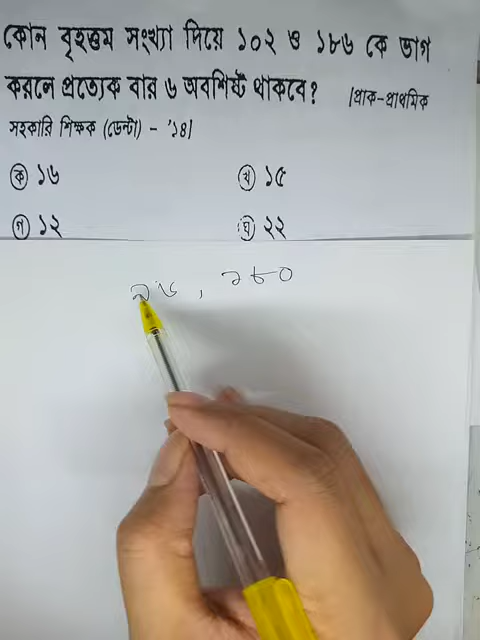 কোন বৃহত্তম সংখ্যা দিয়ে ১০২ ও ১৮৬ কে ভাগ
করলে প্রত্যেক বার ৬ অবশিষ্ট থাকবে? [প্রাক-প্রাথমিক
সহকারি শিক্ষক (ডেল্টা) - '১৪]
(ক) ১৬ (খ) ১৫
(গ) ১২ (ঘ) ২২
৯৬, ১৮০